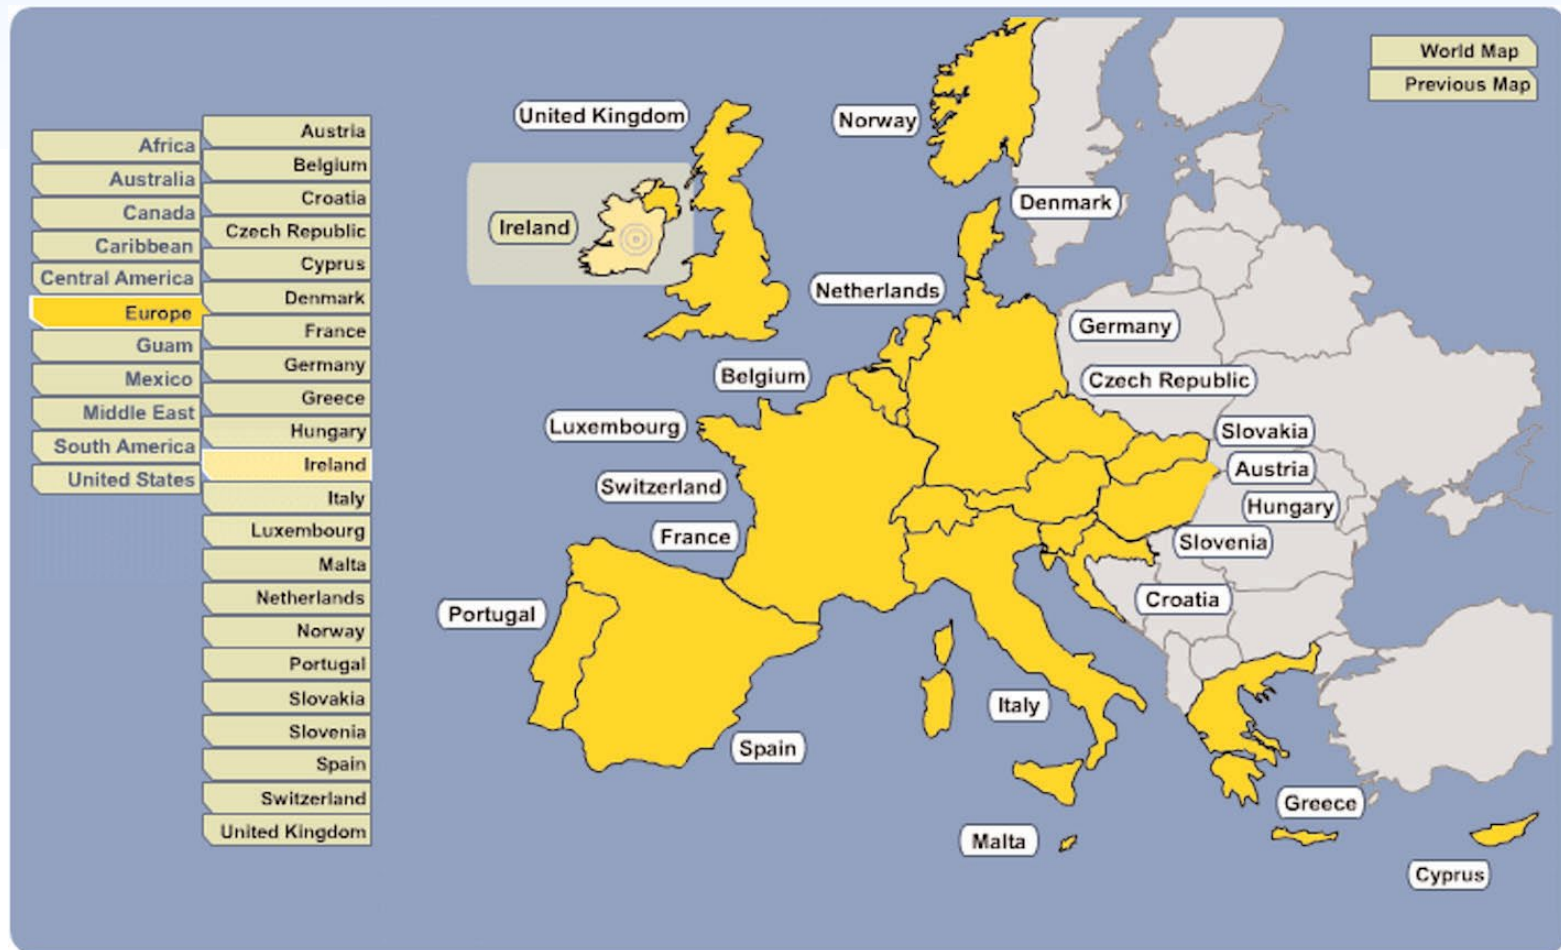 Africa
Australia
Canada
Caribbean
Central America
Europe
Guam
Mexico
Middle East
South America
United States
Austria
Belgium
Croatia
Czech Republic
Cyprus
Denmark
France
Germany
Greece
Hungary
Ireland
Italy
Luxembourg
Malta
Netherlands
Norway
Portugal
Slovakia
Slovenia
Spain
Switzerland
United Kingdom
World Map
Previous Map
United Kingdom
Norway
Ireland
Denmark
Netherlands
Germany
Belgium
Czech Republic
Luxembourg
Slovakia
Austria
Switzerland
Hungary
France
Slovenia
Croatia
Portugal
Italy
Spain
Greece
Malta
Cyprus